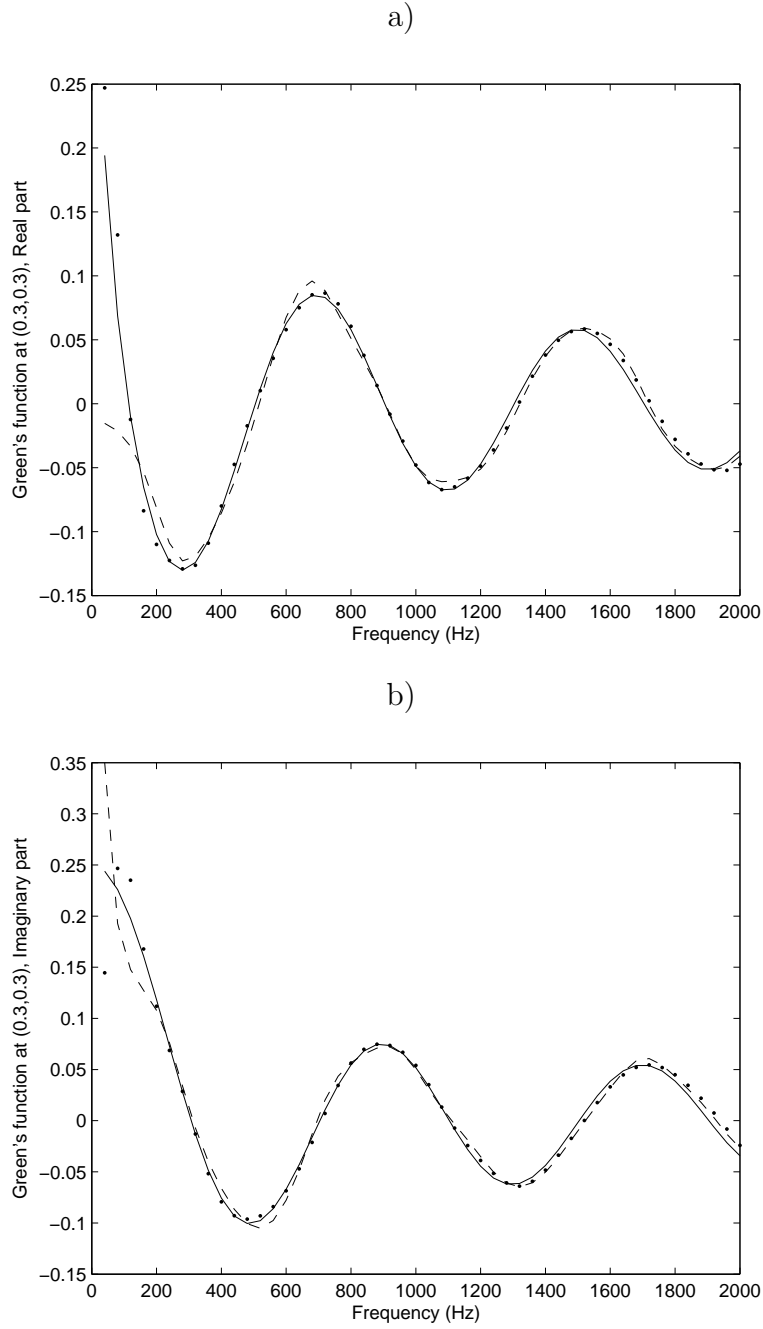 a)
0.25
0.2
0.15
0.1
0.05
0
−0.05
−0.1
−0.15
Green's function at (0.3,0.3), Real part
0 200 400 600 800 1000 1200 1400 1600 1800 2000
Frequency (Hz)
b)
0.35
0.3
0.25
0.2
0.15
0.1
0.05
0
−0.05
−0.1
−0.15
Green's function at (0.3,0.3), Imaginary part
0 200 400 600 800 1000 1200 1400 1600 1800 2000
Frequency (Hz)